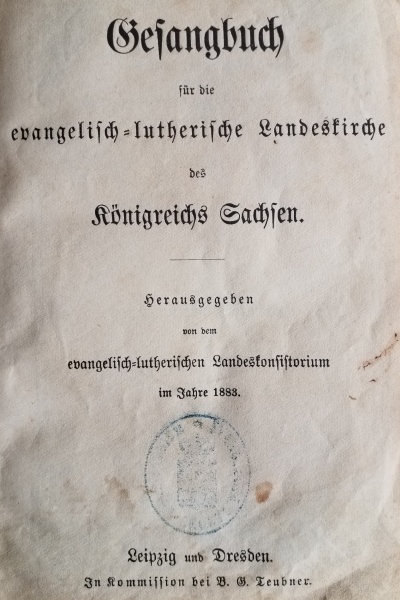 Gesangbuch
für die
evangelisch-lutherische Landeskirche
des
Königreichs Sachsen.
Herausgegeben
von dem
evangelisch-lutherischen Landeskonsistorium
im Jahre 1883.
Leipzig und Dresden.
In Kommission bei B. G. Teubner.